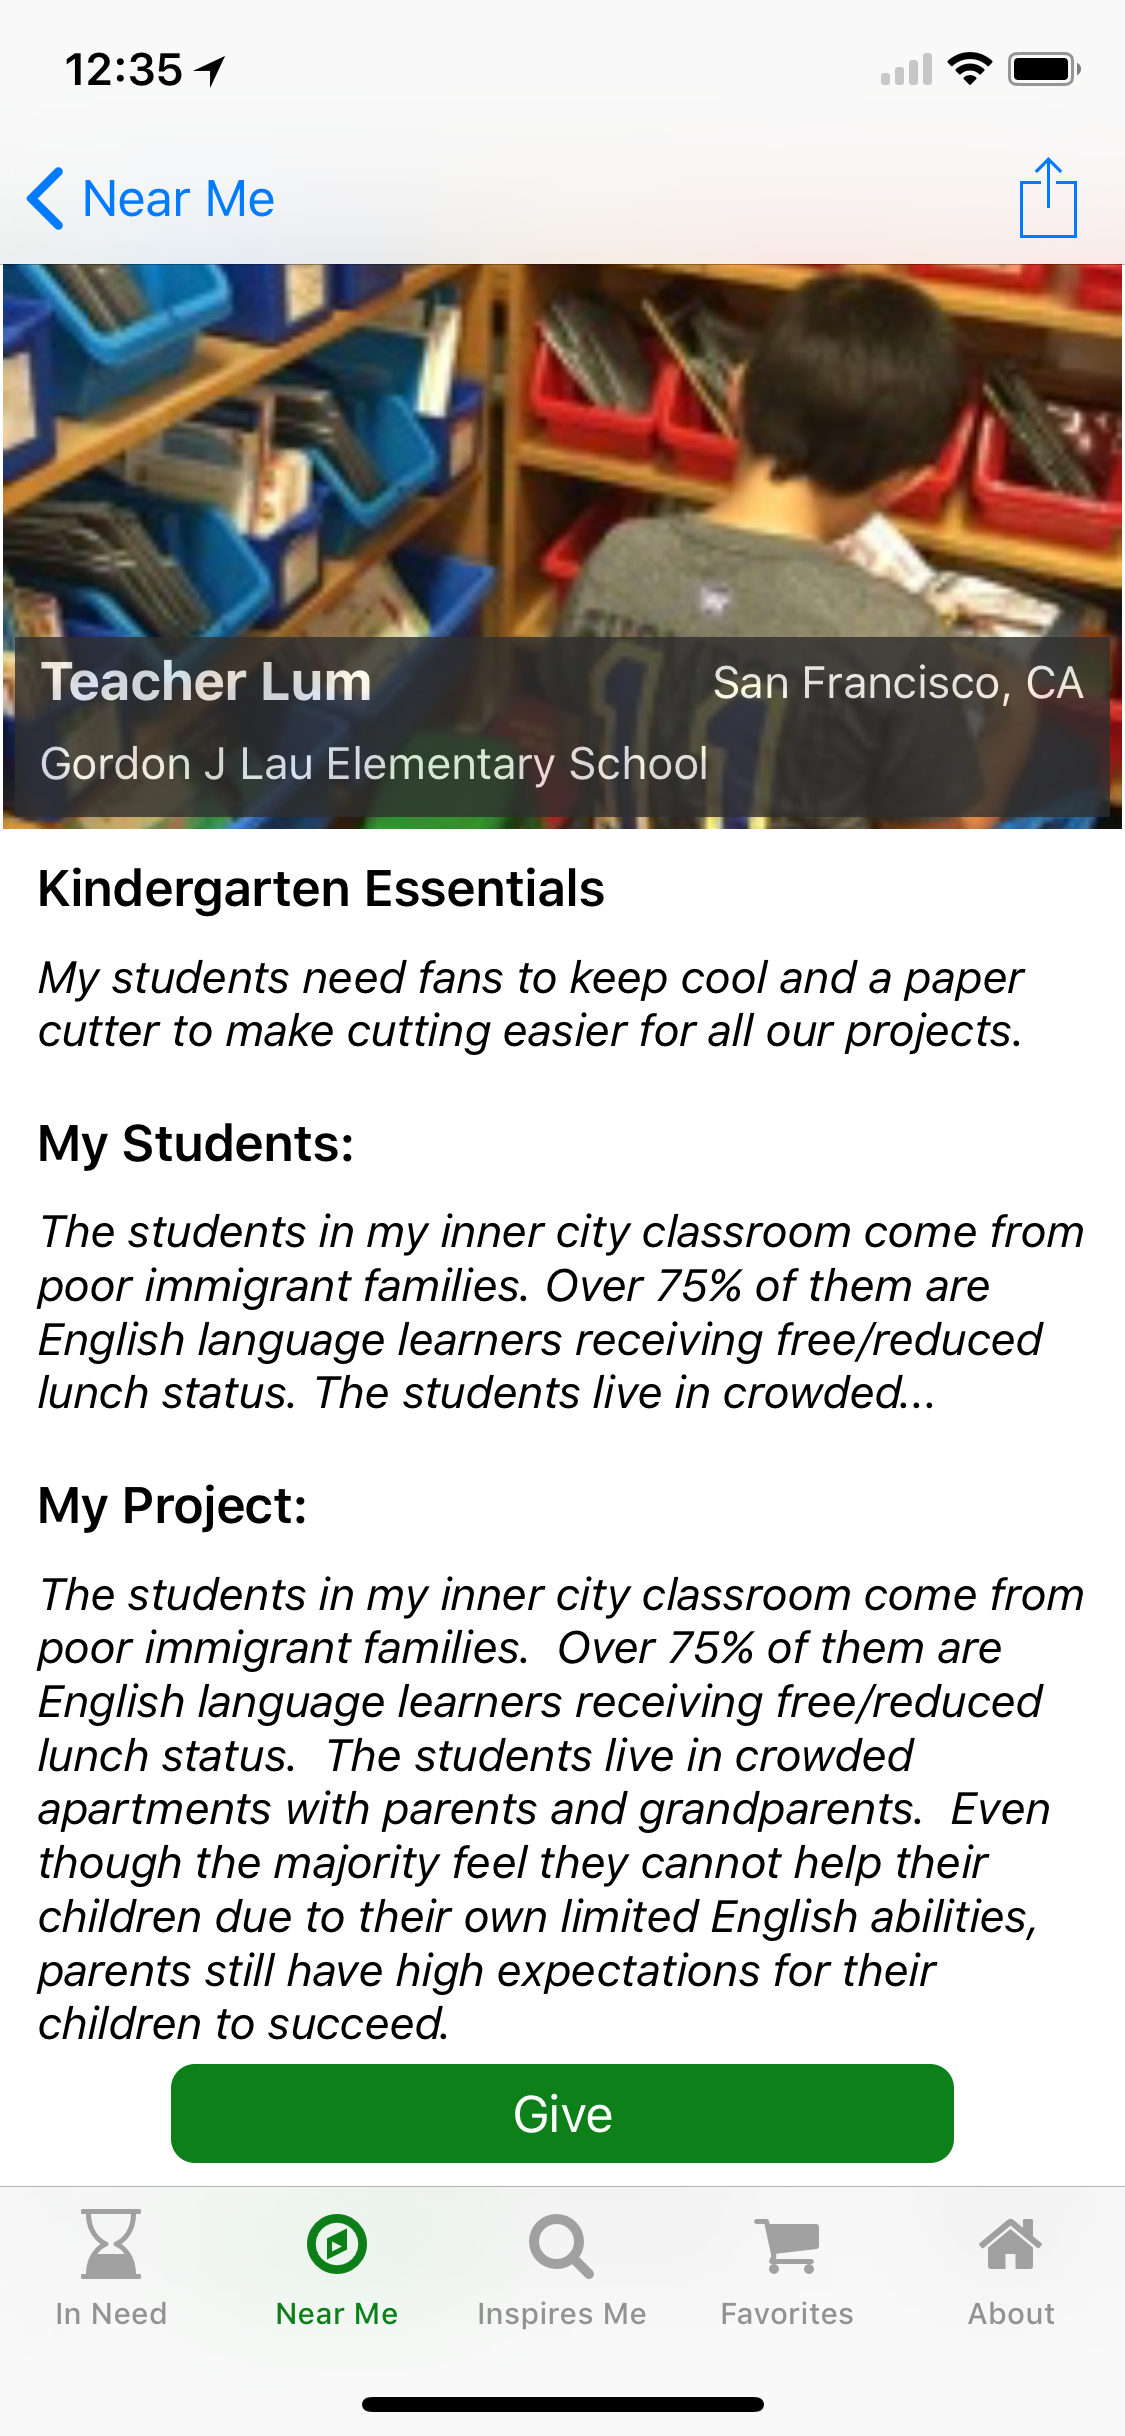 12:35
Near Me
Teacher Lum
San Francisco, CA
Gordon J Lau Elementary School
Kindergarten Essentials
My students need fans to keep cool and a paper
cutter to make cutting easier for all our projects.
My Students:
The students in my inner city classroom come from
poor immigrant families. Over 75% of them are
English language learners receiving free/reduced
lunch status. The students live in crowded...
My Project:
The students in my inner city classroom come from
poor immigrant families.  Over 75% of them are
English language learners receiving free/reduced
lunch status.  The students live in crowded
apartments with parents and grandparents.  Even
though the majority feel they cannot help their
children due to their own limited English abilities,
parents still have high expectations for their
children to succeed.
Give
In Need
Near Me
Inspires Me
Favorites
About